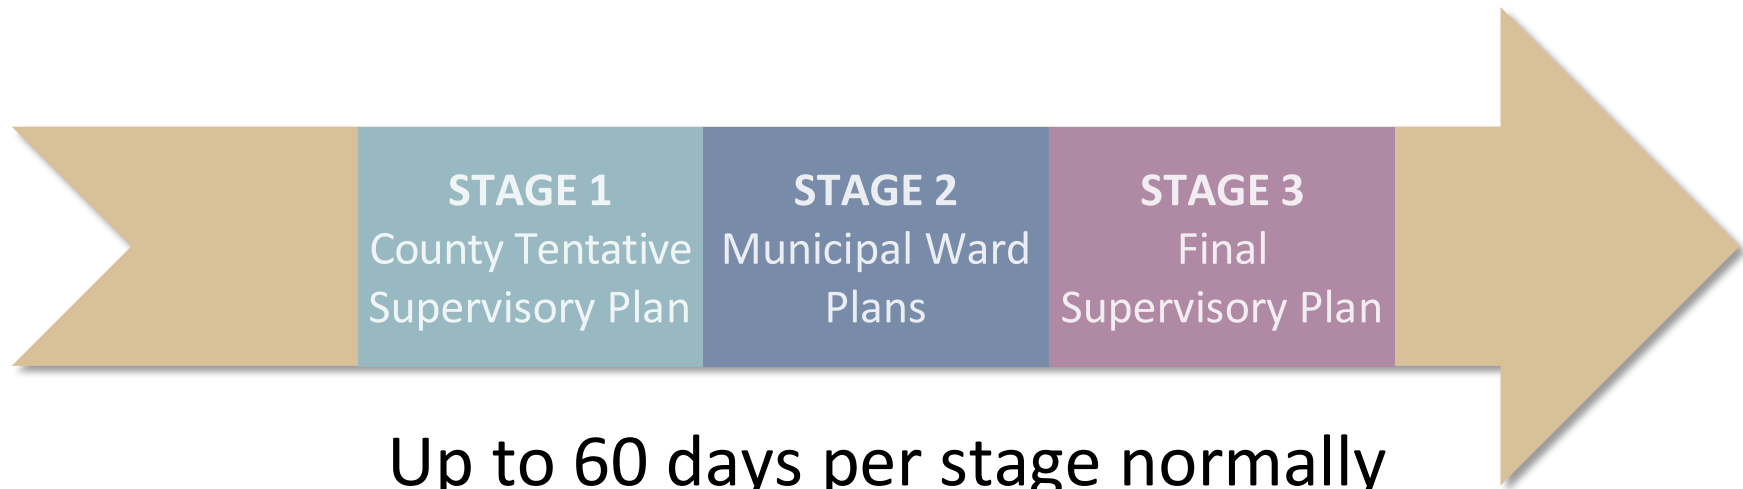 STAGE 1
County Tentative
Supervisory Plan
STAGE 2
Municipal Ward
Plans
STAGE 3
Final
Supervisory Plan
Up to 60 days per stage normally